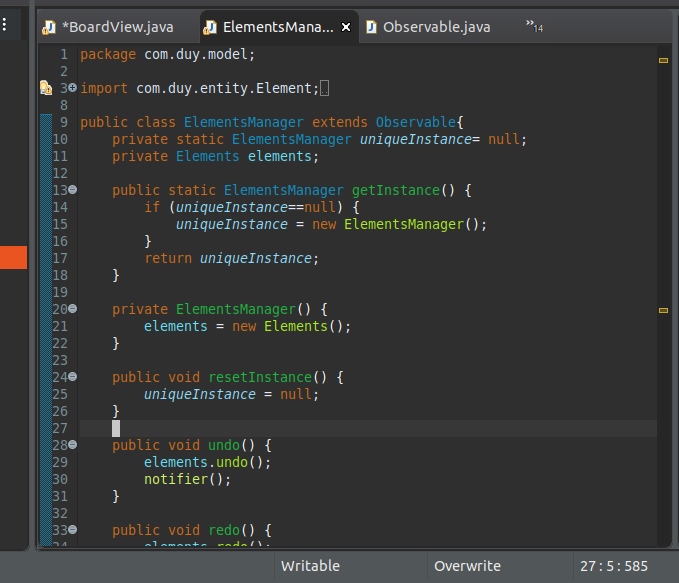 *BoardView.java
ElementsMana...
Observable.java
»14
1 package com.duy.model;
2
3 import com.duy.entity.Element;
8
9 public class ElementsManager extends Observable{
10 private static ElementsManager uniqueInstance= null;
11 private Elements elements;
12
13 public static ElementsManager getInstance() {
14 if (uniqueInstance==null) {
15 uniqueInstance = new ElementsManager();
16 }
17 return uniqueInstance;
18 }
19
20 private ElementsManager() {
21 elements = new Elements();
22 }
23
24 public void resetInstance() {
25 uniqueInstance = null;
26 }
27
28 public void undo() {
29 elements.undo();
30 notifier();
31 }
32
33 public void redo() {
34 elements.redo();
Writable
Overwrite
27 : 5 : 585